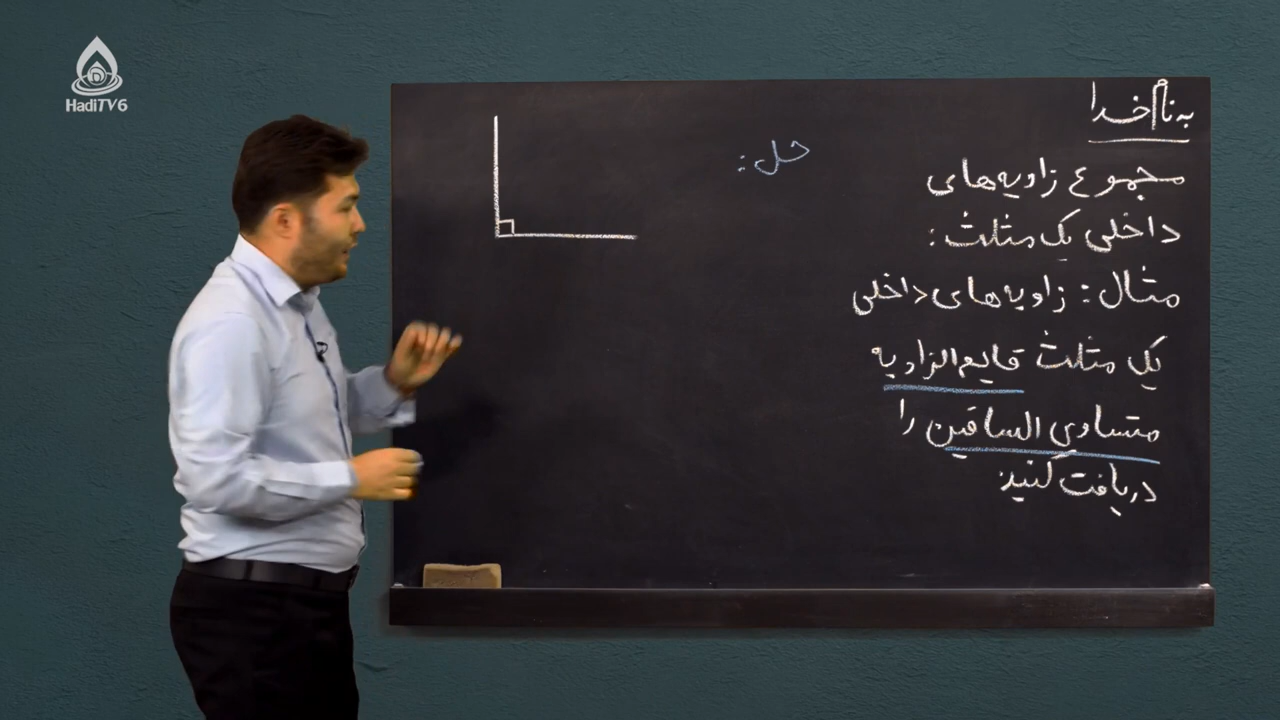 به نام خدا
مجموع زاویه‌های
داخلی یک مثلث :
مثال : زاویه‌های داخلی
یک مثلث قایم الزاویه
متساوی الساقین را
دریافت کنید
حل :
HadiTV6